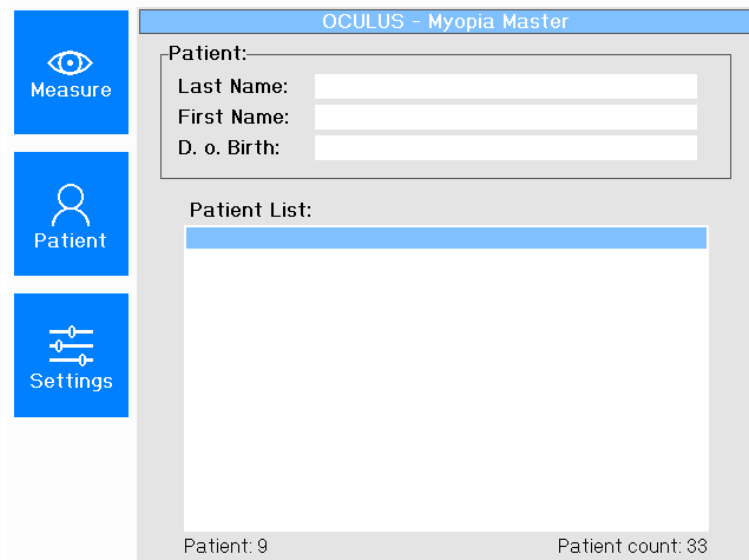 OCULUS - Myopia Master
Measure
Patient
Settings
Patient:
Last Name:
First Name:
D. o. Birth:
Patient List:
Patient: 9
Patient count: 33